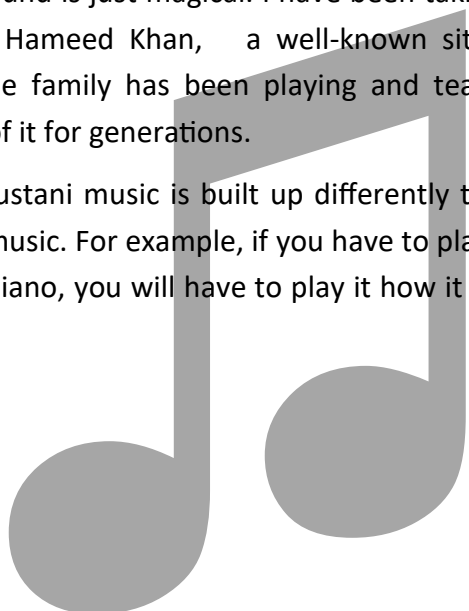 und is just magical. I have been tak
Hameed Khan, a well-known sit
e family has been playing and tea
of it for generations.
ustani music is built up differently t
music. For example, if you have to pla
iano, you will have to play it how it